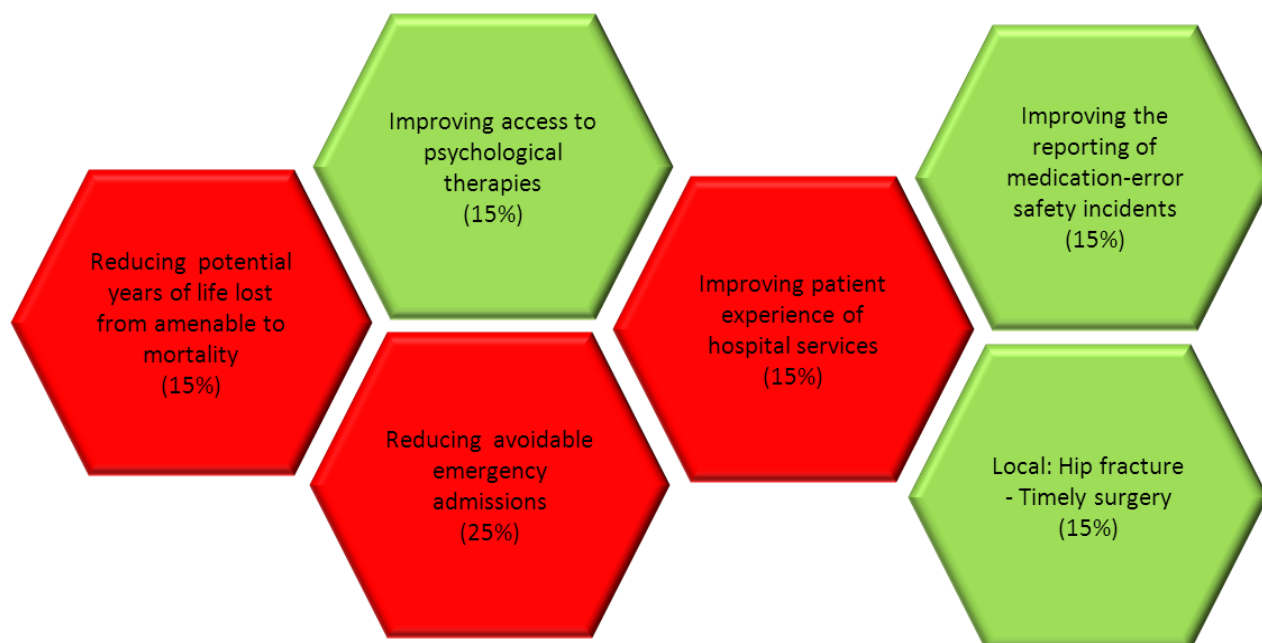 Reducing potential
years of life lost
from amenable to
mortality
(15%)
Improving access to
psychological
therapies
(15%)
Reducing avoidable
emergency
admissions
(25%)
Improving patient
experience of
hospital services
(15%)
Improving the
reporting of
medication-error
safety incidents
(15%)
Local: Hip fracture
- Timely surgery
(15%)